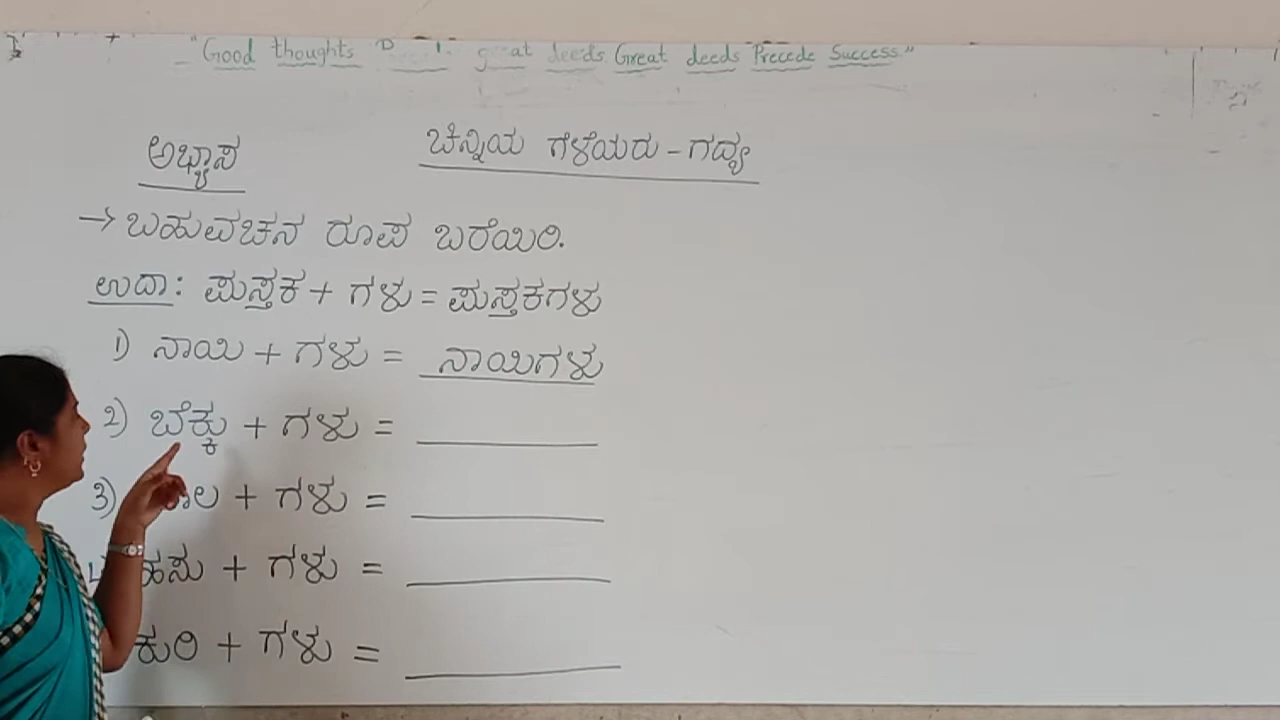 "Good thoughts great deeds. Great deeds Precede Success."
ಅಭ್ಯಾಸ
ಚಿನ್ನಿಯ ಗೆಳೆಯರು - ಗದ್ಯ
→ ಬಹುವಚನ ರೂಪ ಬರೆಯಿರಿ.
ಉದಾ: ಪುಸ್ತಕ + ಗಳು = ಪುಸ್ತಕಗಳು
1) ನಾಯಿ + ಗಳು = ನಾಯಿಗಳು
2) ಬೆಕ್ಕು + ಗಳು =
3) + ಗಳು =
ಹಸು + ಗಳು =
ಕುರಿ + ಗಳು =